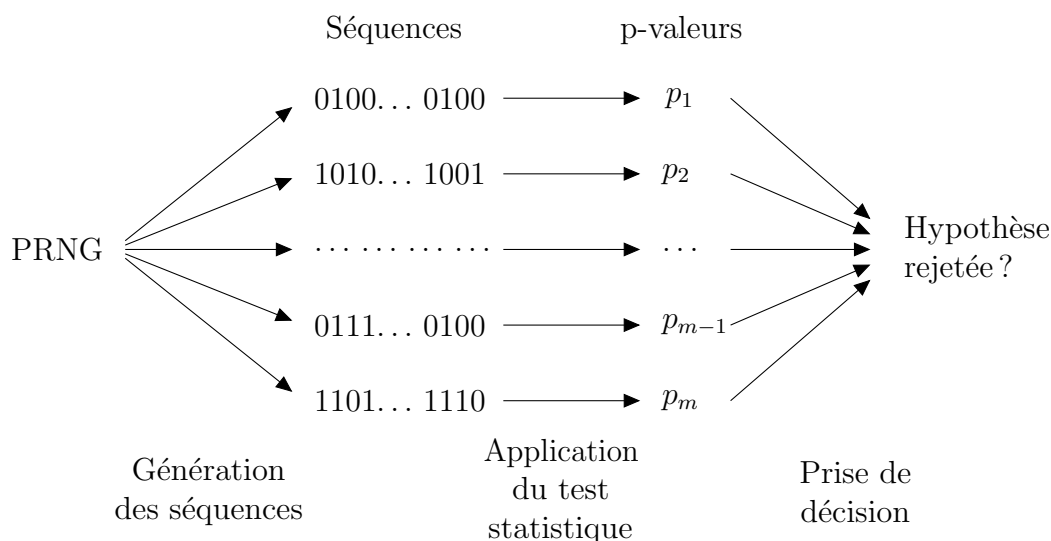 Séquences p-valeurs
0100... 0100 p₁
1010... 1001 p₂
PRNG ... ... ... ... ... Hypothèse
rejetée ?
0111... 0100 pₘ₋₁
1101... 1110 pₘ
Génération
des séquences
Application
du test
statistique
Prise de
décision